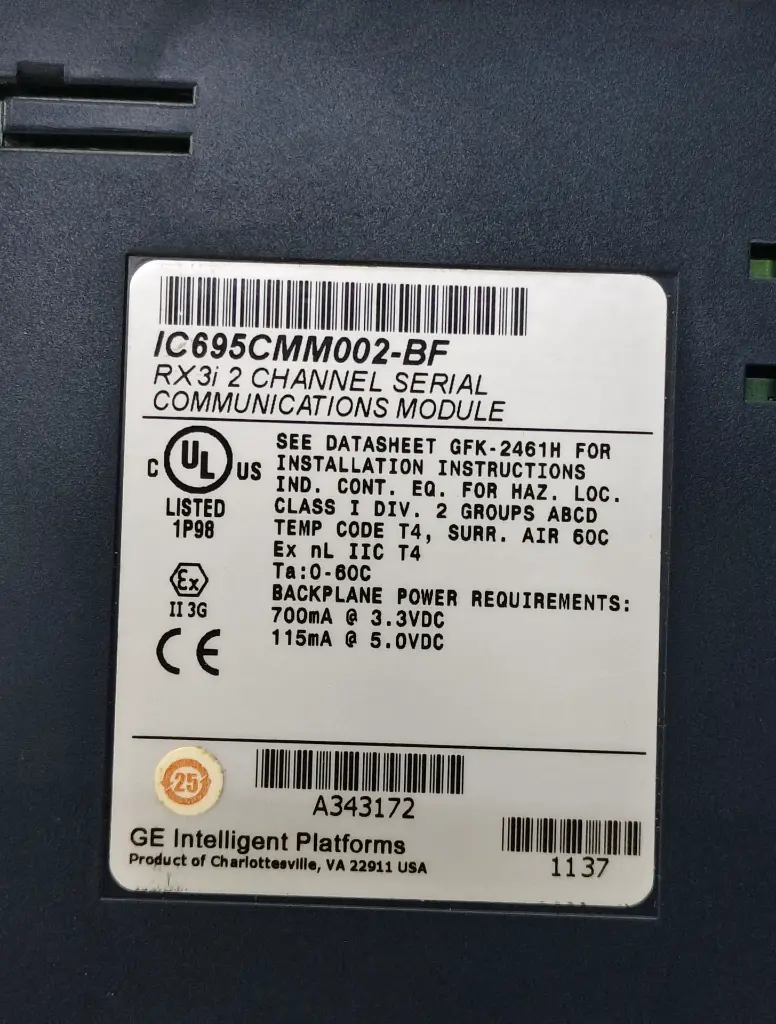 IC695CMM002-BF
RX3i 2 CHANNEL SERIAL
COMMUNICATIONS MODULE
C UL US
LISTED
1P98
SEE DATASHEET GFK-2461H FOR
INSTALLATION INSTRUCTIONS
IND. CONT. EQ. FOR HAZ. LOC.
CLASS I DIV. 2 GROUPS ABCD
TEMP CODE T4, SURR. AIR 60C
Ex nL IIC T4
Ta:0-60C
BACKPLANE POWER REQUIREMENTS:
700mA @ 3.3VDC
115mA @ 5.0VDC
Ex
II 3G
CE
25
A343172
GE Intelligent Platforms
Product of Charlottesville, VA 22911 USA
1137